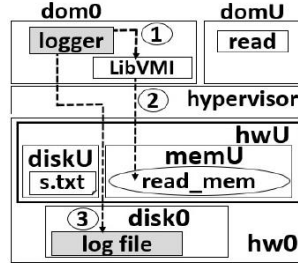 dom0 domU
logger 1 read
LibVMI
2 hypervisor
hwU
diskU memU
s.txt read_mem
3 disk0
log file hw0